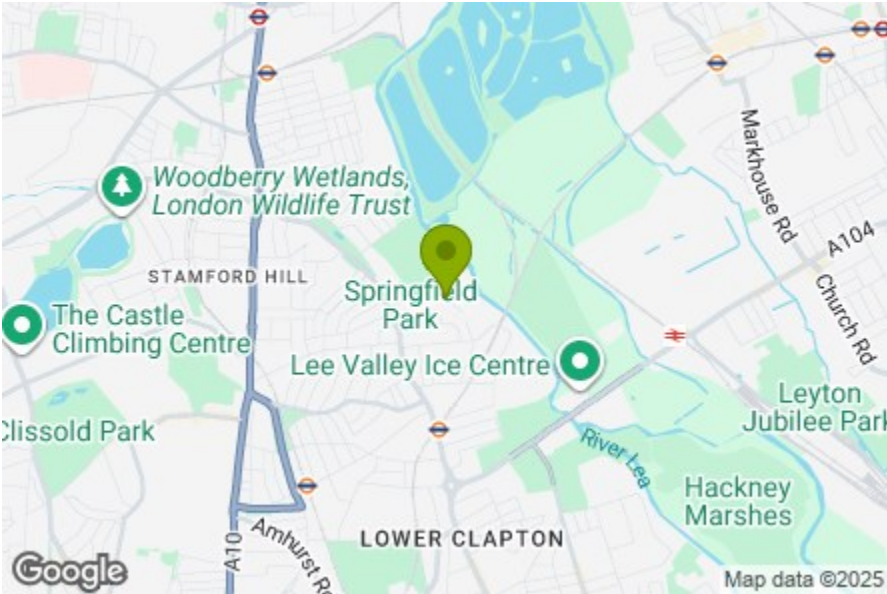 Woodberry Wetlands,
London Wildlife Trust
Markhouse Rd
A104
STAMFORD HILL
Springfield
Park
Church Rd
The Castle
Climbing Centre
Lee Valley Ice Centre
Leyton
Jubilee Park
Clissold Park
River Lea
Hackney
Marshes
LOWER CLAPTON
A10
Amhurst Rd
Google
Map data ©2025